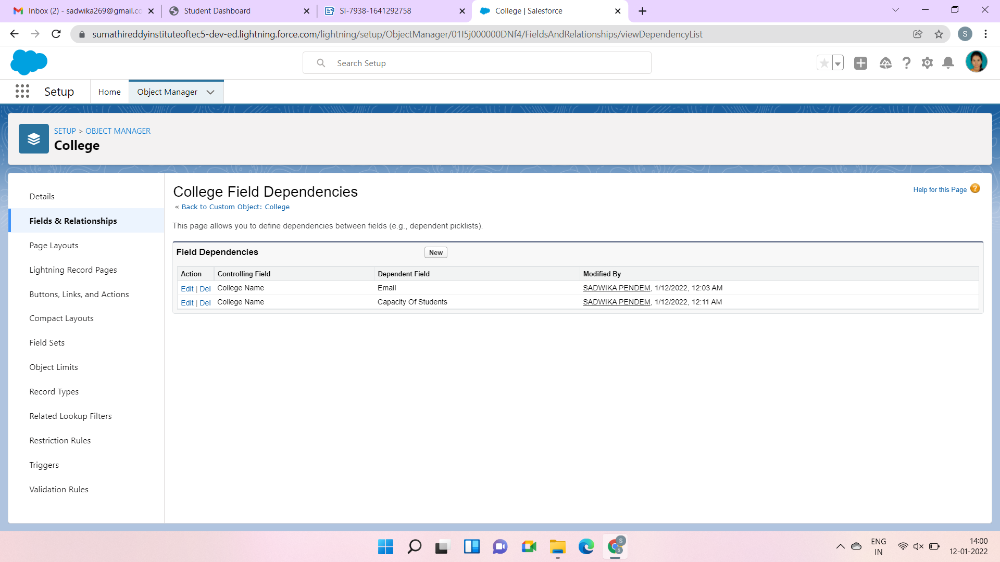 Inbox (2) - sadwika269@gmail.co
Student Dashboard
SI-7938-1641292758
College | Salesforce
sumathireddyinstituteoftec5-dev-ed.lightning.force.com/lightning/setup/ObjectManager/01I5j000000DNf4/FieldsAndRelationships/viewDependencyList
S
Search Setup
Setup
Home
Object Manager
SETUP > OBJECT MANAGER
College
Details
Fields & Relationships
Page Layouts
Lightning Record Pages
Buttons, Links, and Actions
Compact Layouts
Field Sets
Object Limits
Record Types
Related Lookup Filters
Restriction Rules
Triggers
Validation Rules
College Field Dependencies
Help for this Page ?
« Back to Custom Object: College
This page allows you to define dependencies between fields (e.g., dependent picklists).
Field Dependencies New
Action Controlling Field Dependent Field Modified By
Edit | Del College Name Email SADWIKA PENDEM, 1/12/2022, 12:03 AM
Edit | Del College Name Capacity Of Students SADWIKA PENDEM, 1/12/2022, 12:11 AM
S
S
ENG
IN
14:00
12-01-2022